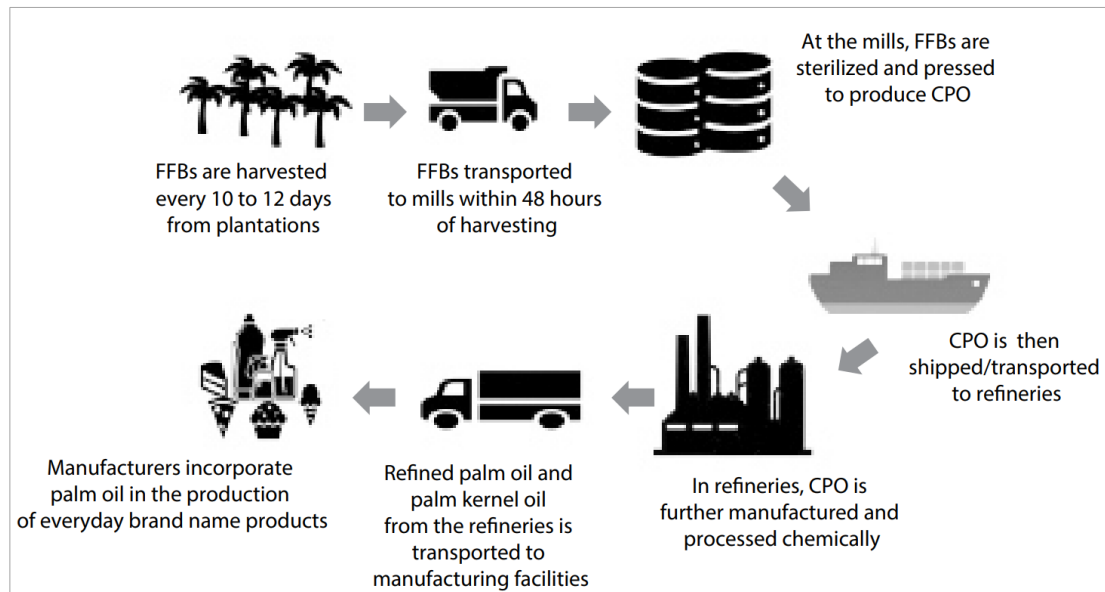 FFBs are harvested
every 10 to 12 days
from plantations
FFBs transported
to mills within 48 hours
of harvesting
At the mills, FFBs are
sterilized and pressed
to produce CPO
CPO is then
shipped/transported
to refineries
In refineries, CPO is
further manufactured and
processed chemically
Refined palm oil and
palm kernel oil
from the refineries is
transported to
manufacturing facilities
Manufacturers incorporate
palm oil in the production
of everyday brand name products